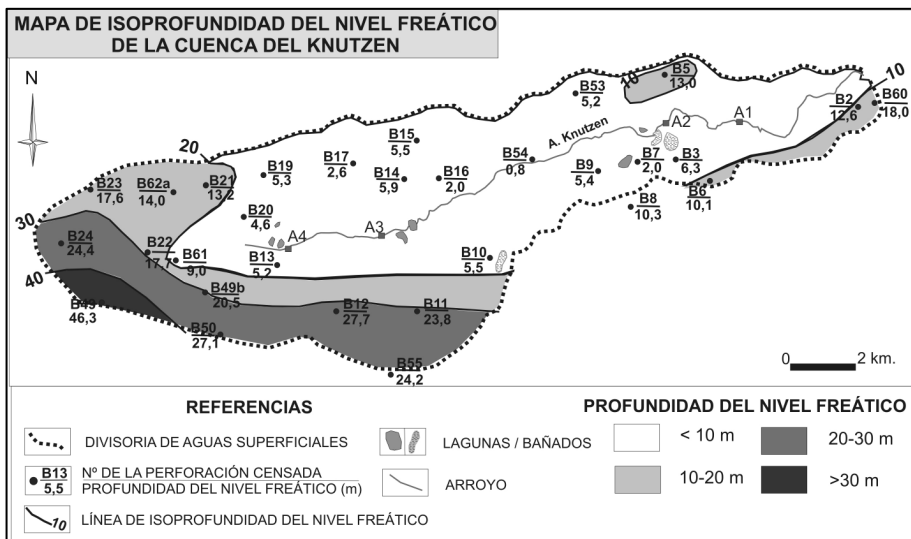 MAPA DE ISOPROFUNDIDAD DEL NIVEL FREÁTICO
DE LA CUENCA DEL KNUTZEN
N
10
B5
13,0
10
B53
5,2
B2
12,6
B60
18,0
A2
A1
A. Knutzen
B15
5,5
20
B19
5,3
B17
2,6
B14
5,9
B16
2,0
B54
0,8
B9
5,4
B7
2,0
B3
6,3
B6
10,1
B8
10,3
B23
17,6
B62a
14,0
B21
13,2
B20
4,6
A3
A4
30
B24
24,4
B22
17,7
B61
9,0
B13
5,2
B10
5,5
40
B49
46,3
B49b
20,5
B12
27,7
B11
23,8
B50
27,1
B55
24,2
0 2 km.
REFERENCIAS
DIVISORIA DE AGUAS SUPERFICIALES
B13
5,5
Nº DE LA PERFORACIÓN CENSADA
PROFUNDIDAD DEL NIVEL FREÁTICO (m)
10
LÍNEA DE ISOPROFUNDIDAD DEL NIVEL FREÁTICO
LAGUNAS / BAÑADOS
ARROYO
PROFUNDIDAD DEL NIVEL FREÁTICO
< 10 m
20-30 m
10-20 m
>30 m